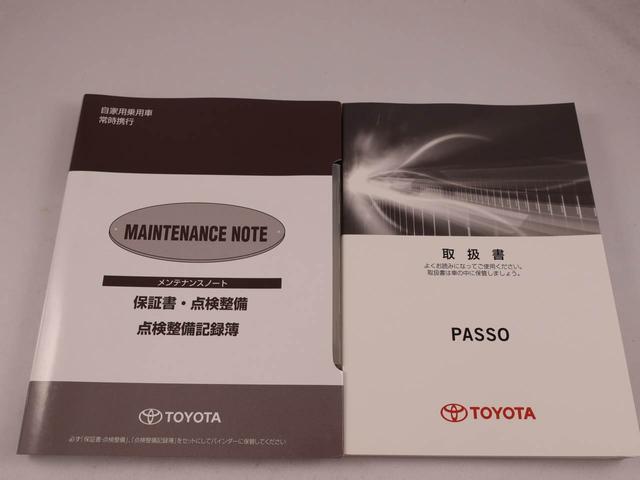 自家用乗用車
常時携行
MAINTENANCE NOTE
メンテナンスノート
保証書・点検整備
点検整備記録簿
TOYOTA
必ず「保証書・点検整備」、「点検整備記録簿」をセットにしてバインダーに保管してください
取扱書
よくお読みになってご使用ください。
取扱書は車の中に保管しましょう。
PASSO
TOYOTA